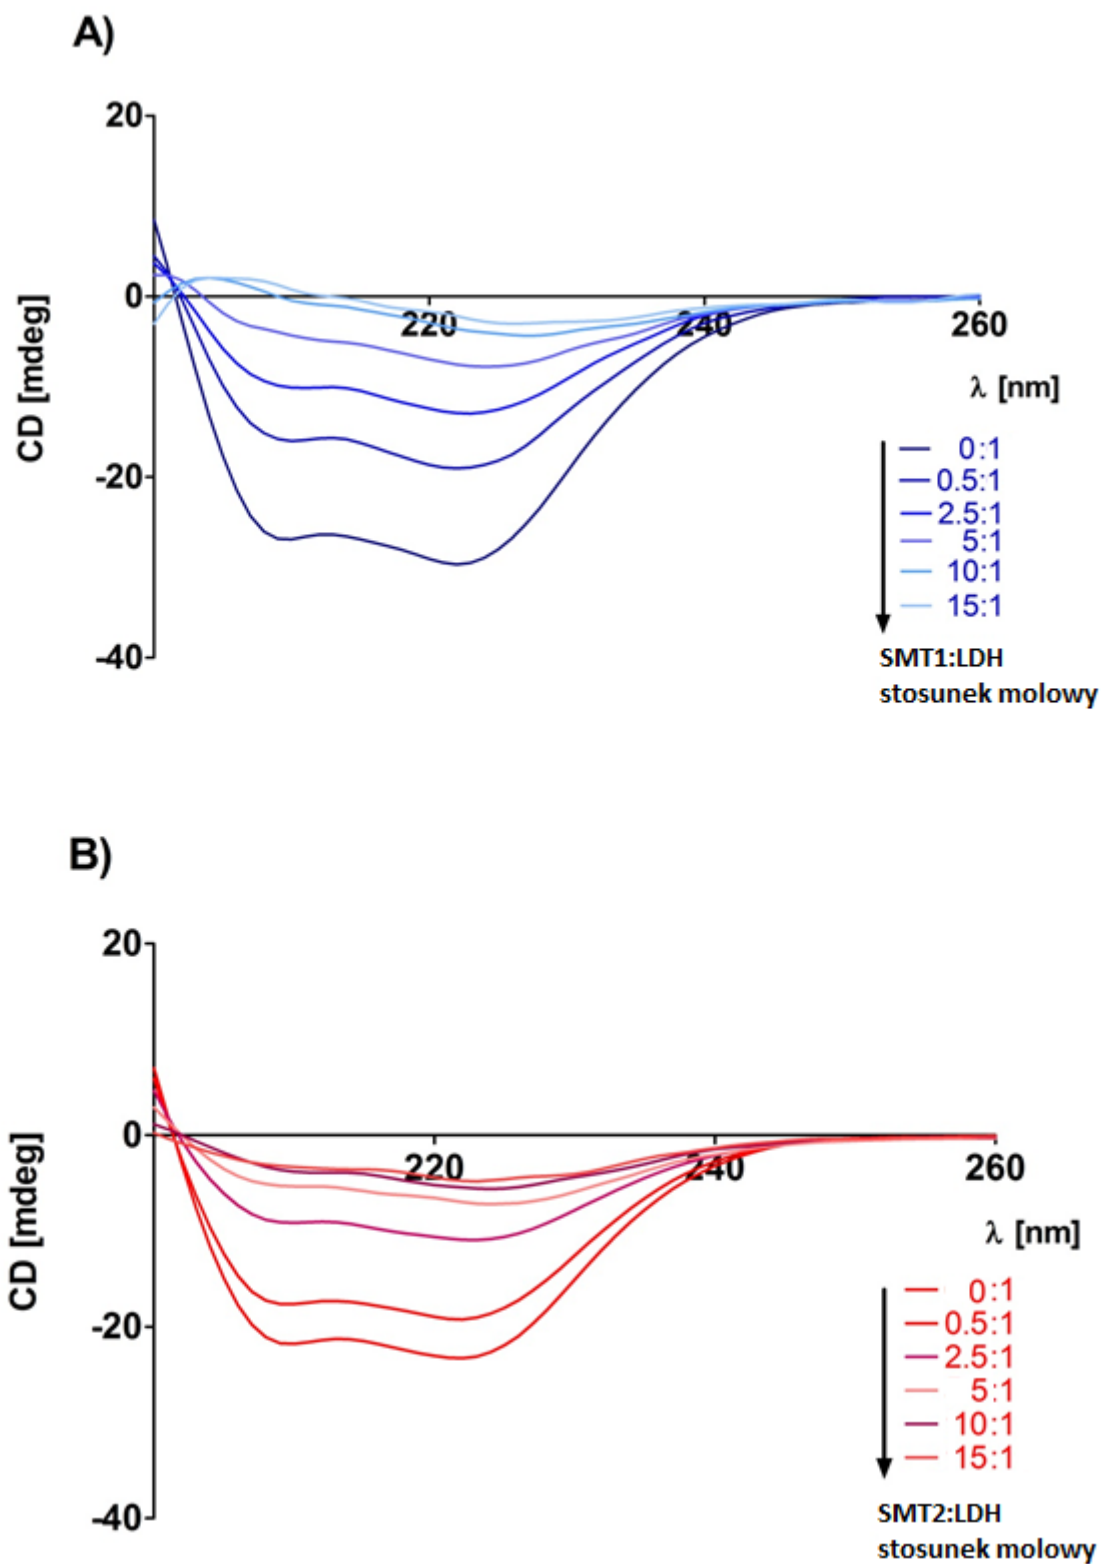 A)
20
0
-20
-40
CD [mdeg]
220
240
260
λ [nm]
0:1
0.5:1
2.5:1
5:1
10:1
15:1
SMT1:LDH
stosunek molowy
B)
20
0
-20
-40
CD [mdeg]
220
240
260
λ [nm]
0:1
0.5:1
2.5:1
5:1
10:1
15:1
SMT2:LDH
stosunek molowy